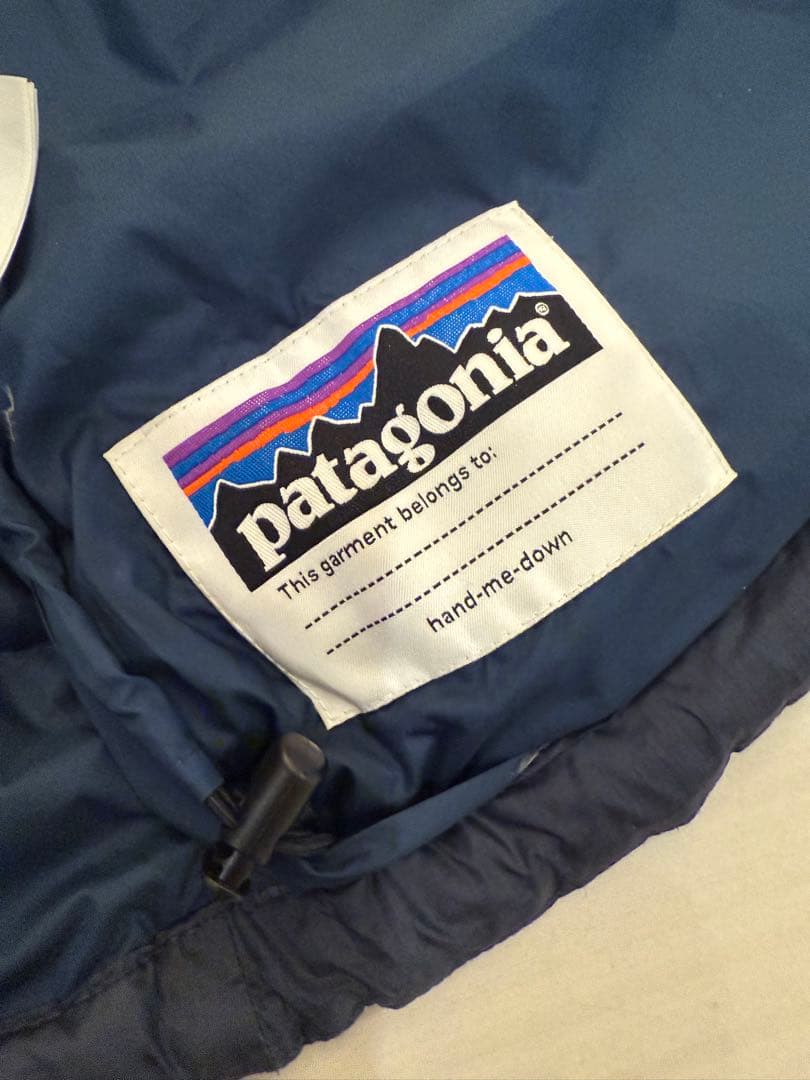 patagonia®
This garment belongs to:
hand-me-down